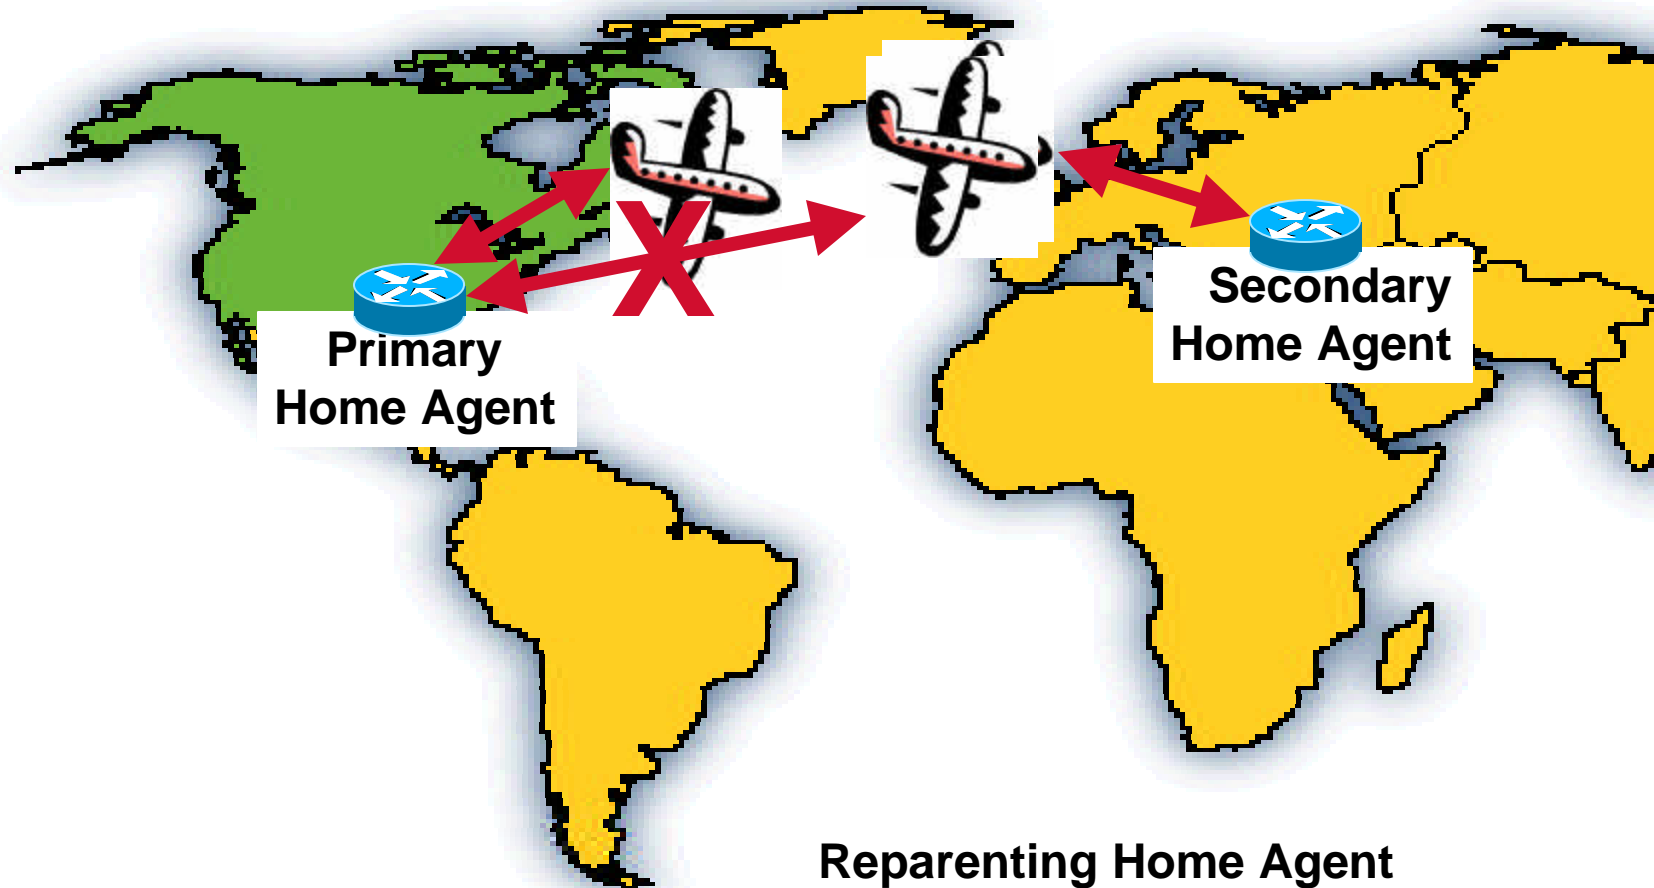 Primary
Home Agent
X
Secondary
Home Agent
Reparenting Home Agent